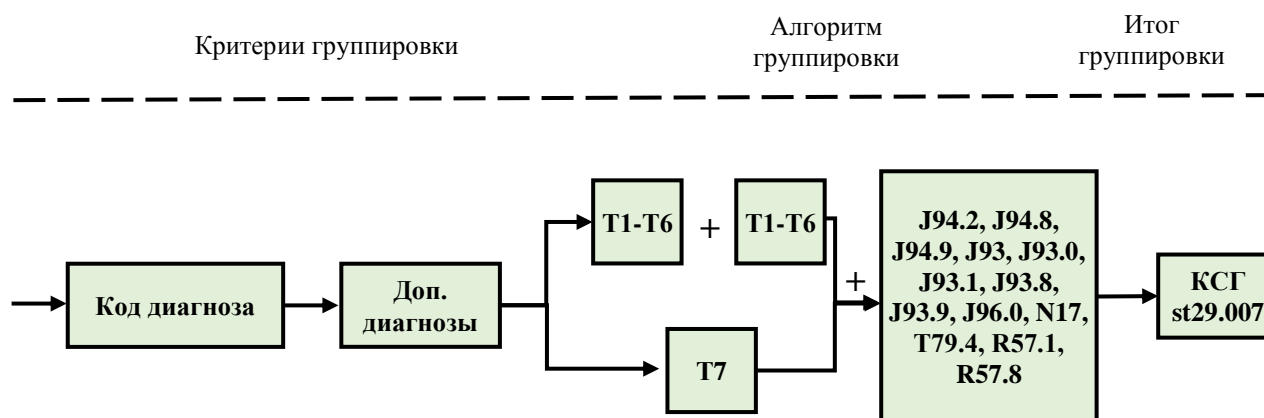 Критерии группировки
Алгоритм
группировки
Итог
группировки
Код диагноза
Доп.
диагнозы
T1-T6
+
T1-T6
T7
+
J94.2, J94.8,
J94.9, J93, J93.0,
J93.1, J93.8,
J93.9, J96.0, N17,
T79.4, R57.1,
R57.8
КСГ
st29.007